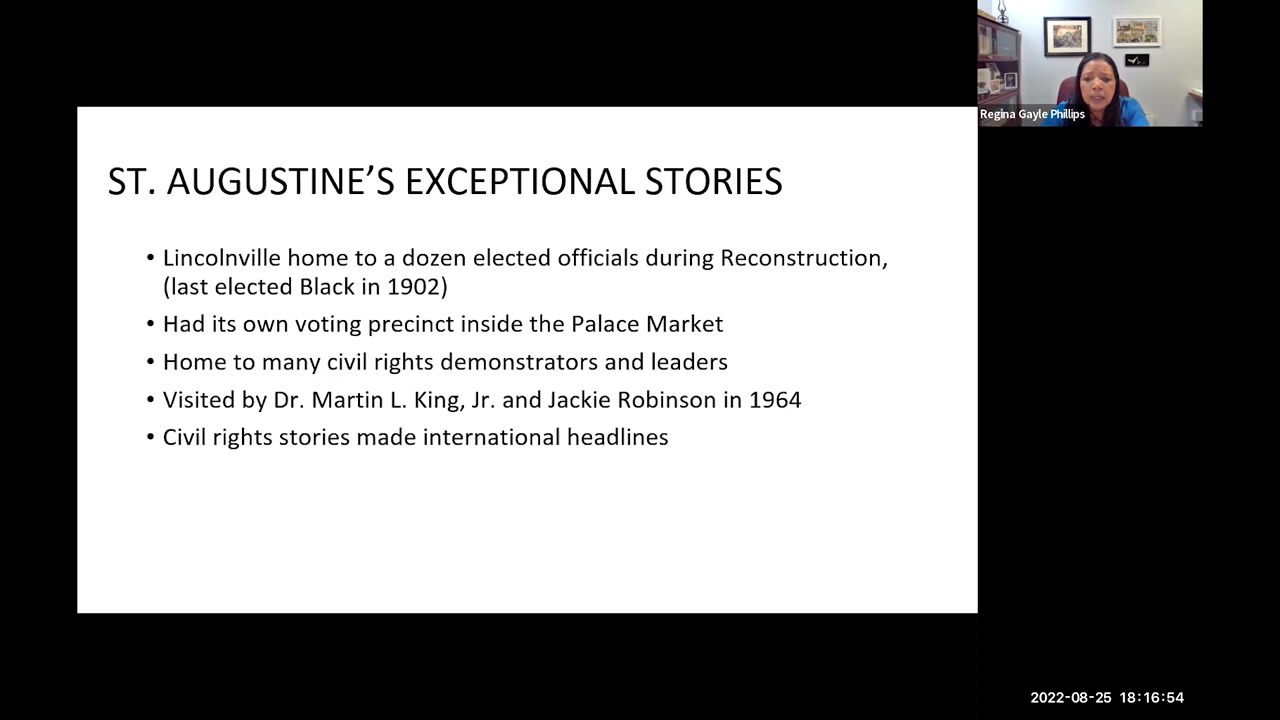 Regina Gayle Phillips
ST. AUGUSTINE’S EXCEPTIONAL STORIES
• Lincolnville home to a dozen elected officials during Reconstruction,
(last elected Black in 1902)
• Had its own voting precinct inside the Palace Market
• Home to many civil rights demonstrators and leaders
• Visited by Dr. Martin L. King, Jr. and Jackie Robinson in 1964
• Civil rights stories made international headlines
2022-08-25 18:16:54